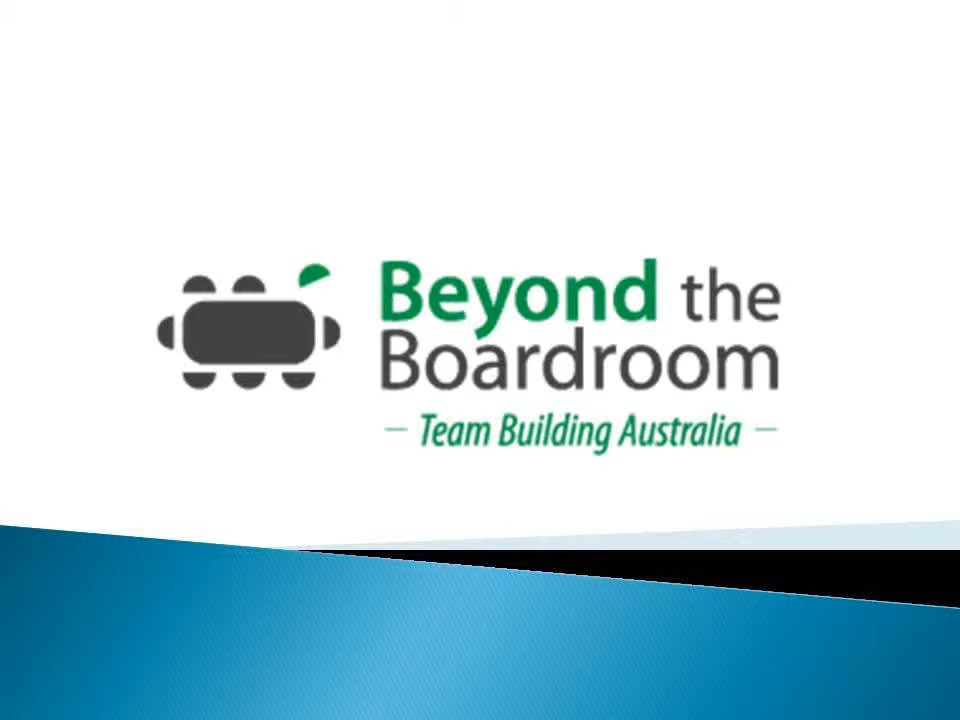 Beyond the
Boardroom
– Team Building Australia –